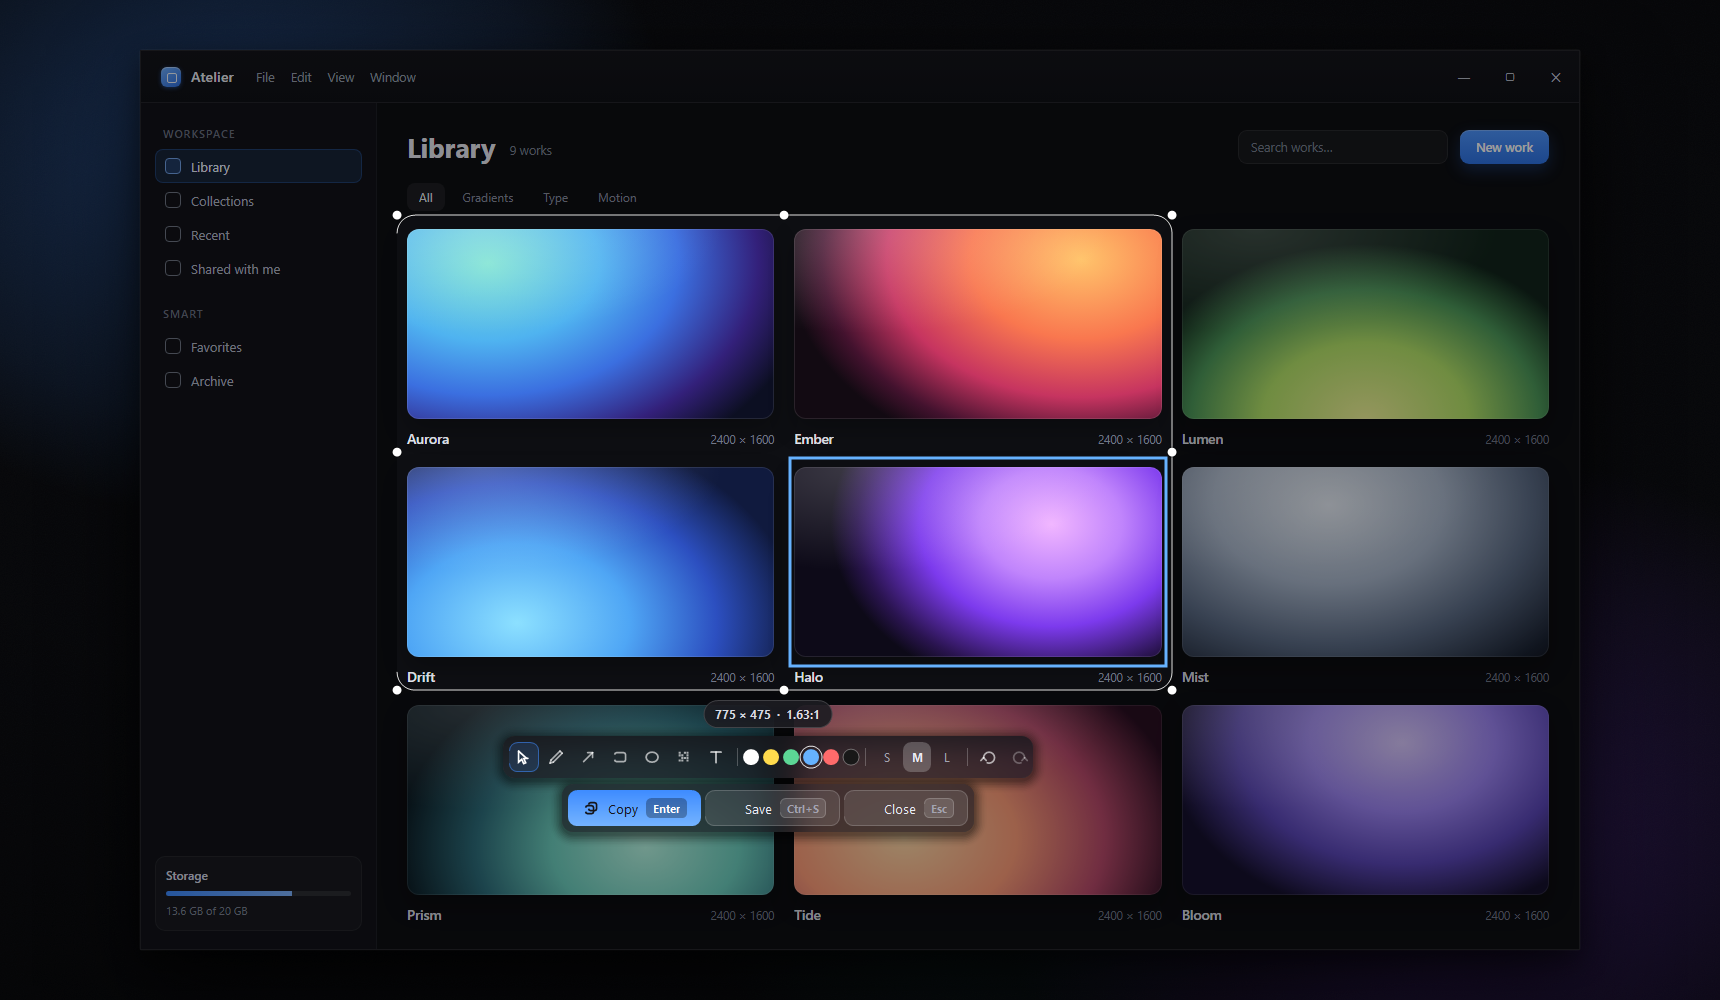 Atelier File Edit View Window
WORKSPACE
Library
Collections
Recent
Shared with me
SMART
Favorites
Archive
Storage
13.6 GB of 20 GB
Library 9 works
Search works...
New work
All Gradients Type Motion
Aurora 2400 × 1600
Ember 2400 × 1600
Lumen 2400 × 1600
Drift 2400 × 1600
Halo 2400 × 1600
Mist 2400 × 1600
775 × 475 · 1.63:1
T S M L
Copy Enter
Save Ctrl+S
Close Esc
Prism 2400 × 1600
Tide 2400 × 1600
Bloom 2400 × 1600